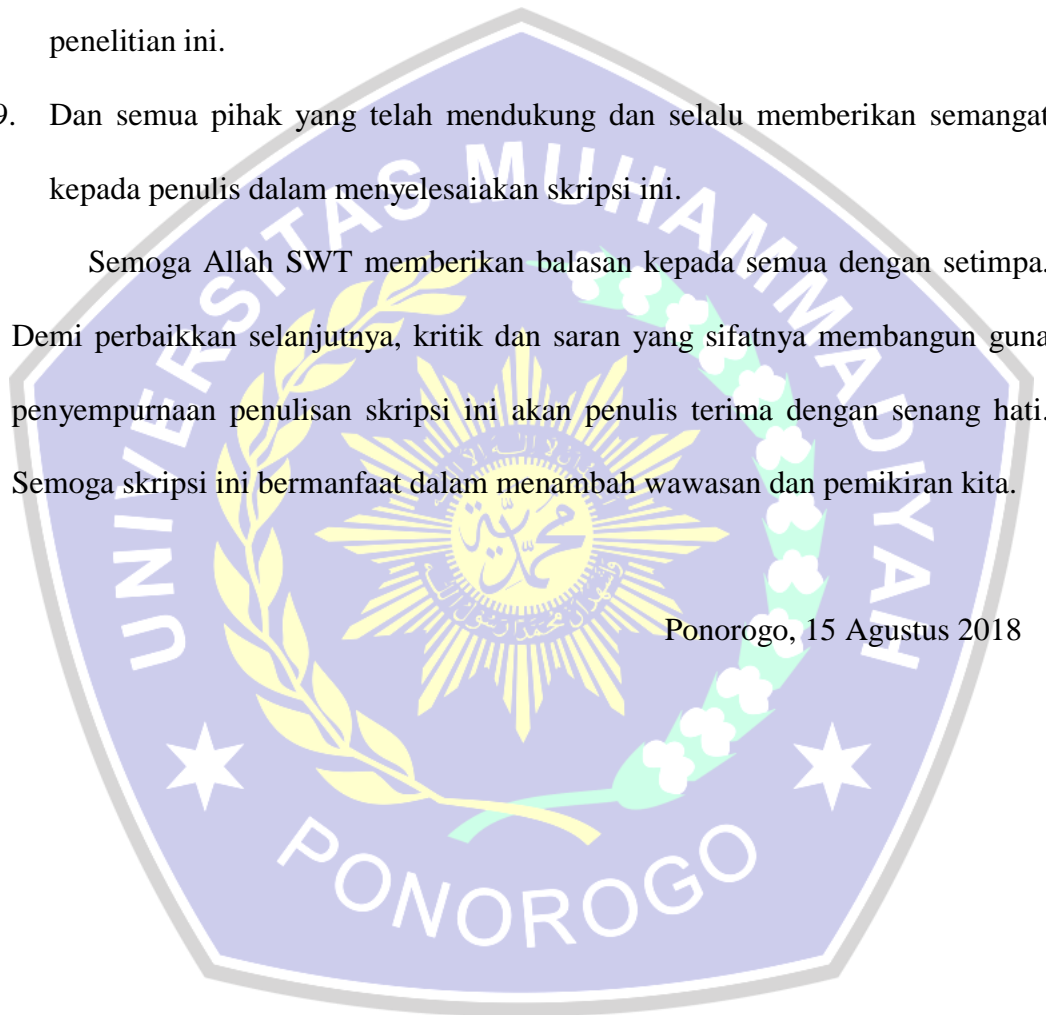 penelitian ini.
9. Dan semua pihak yang telah mendukung dan selalu memberikan semangat
kepada penulis dalam menyelesaiakan skripsi ini.
Semoga Allah SWT memberikan balasan kepada semua dengan setimpa.
Demi perbaikkan selanjutnya, kritik dan saran yang sifatnya membangun guna
penyempurnaan penulisan skripsi ini akan penulis terima dengan senang hati.
Semoga skripsi ini bermanfaat dalam menambah wawasan dan pemikiran kita.
Ponorogo, 15 Agustus 2018
UNIVERSITAS MUHAMMADIYAH
محمدية
PONOROGO